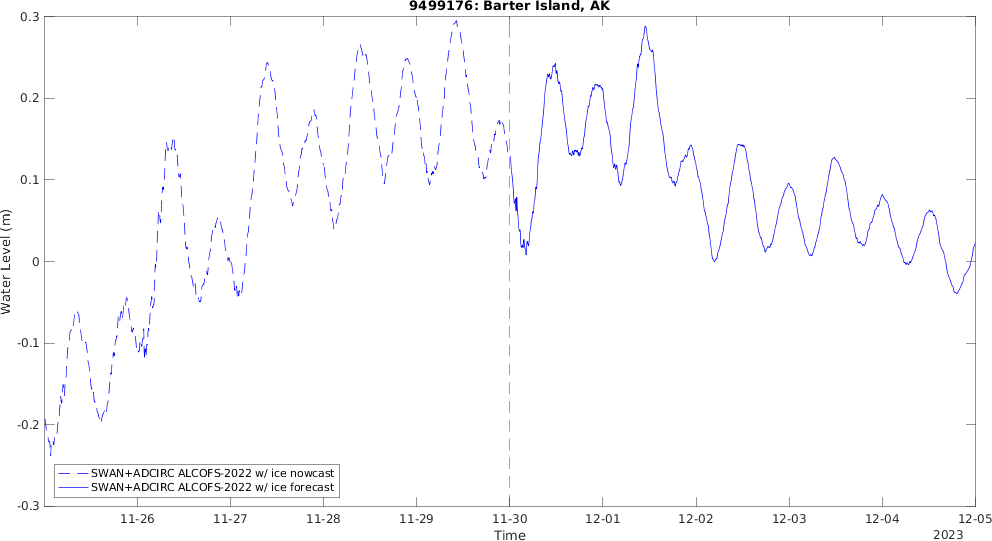 9499176: Barter Island, AK
0.3
0.2
0.1
0
-0.1
-0.2
-0.3
Water Level (m)
SWAN+ADCIRC ALCOFS-2022 w/ ice nowcast
SWAN+ADCIRC ALCOFS-2022 w/ ice forecast
11-26 11-27 11-28 11-29 11-30 12-01 12-02 12-03 12-04 12-05
Time
2023